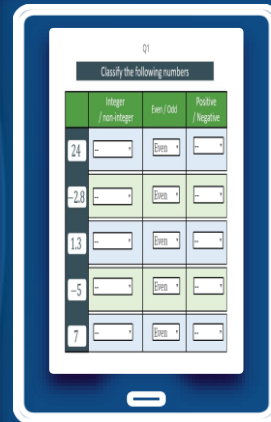 Q1
Classify the following numbers
Integer / non-integer Even / Odd Positive / Negative
24 -- Even --
−2.8 -- Even --
1.3 -- Even --
−5 -- Even --
7 -- Even --